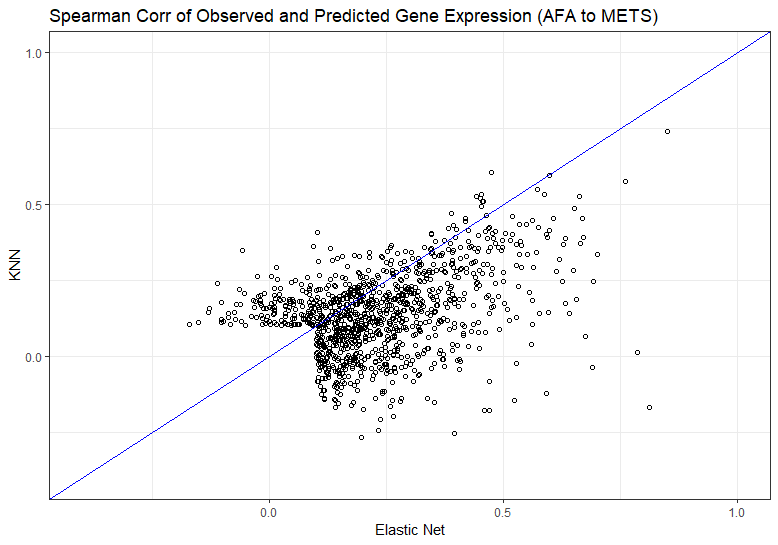 Spearman Corr of Observed and Predicted Gene Expression (AFA to METS)
1.0
0.5
0.0
KNN
0.0 0.5 1.0
Elastic Net